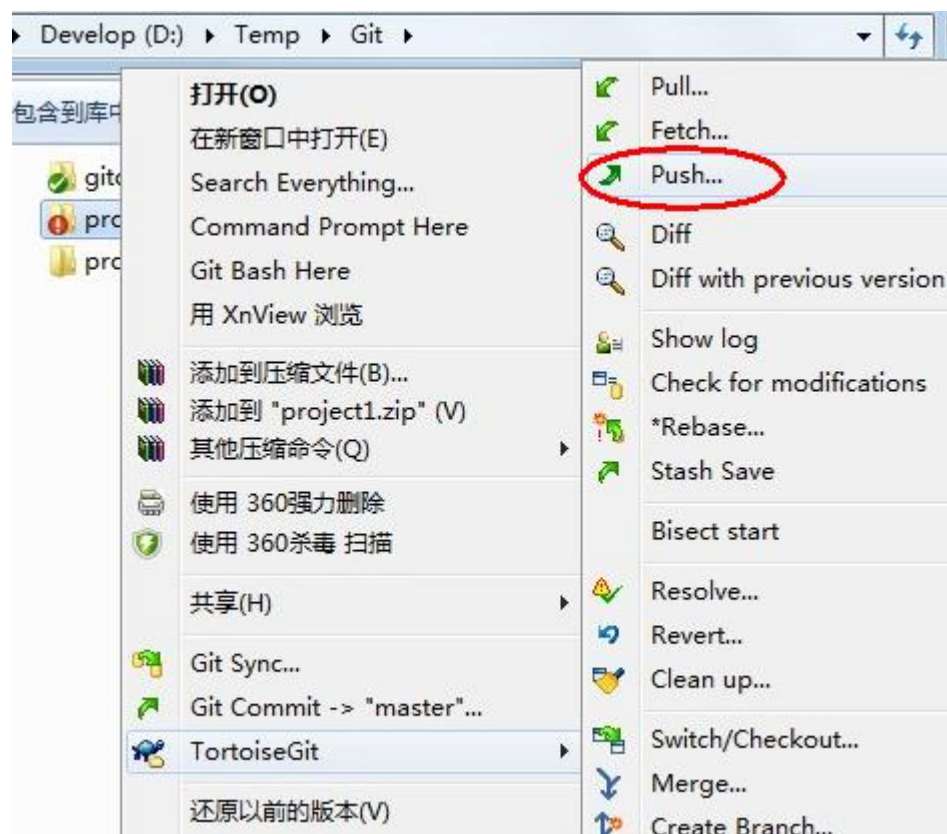 Develop (D:) Temp Git
包含到库中
gitc
pro
pro
打开(O)
在新窗口中打开(E)
Search Everything...
Command Prompt Here
Git Bash Here
用 XnView 浏览
添加到压缩文件(B)...
添加到 "project1.zip" (V)
其他压缩命令(Q)
使用 360强力删除
使用 360杀毒 扫描
共享(H)
Git Sync...
Git Commit -> "master"...
TortoiseGit
还原以前的版本(V)
Pull...
Fetch...
Push...
Diff
Diff with previous version
Show log
Check for modifications
*Rebase...
Stash Save
Bisect start
Resolve...
Revert...
Clean up...
Switch/Checkout...
Merge...
Create Branch...